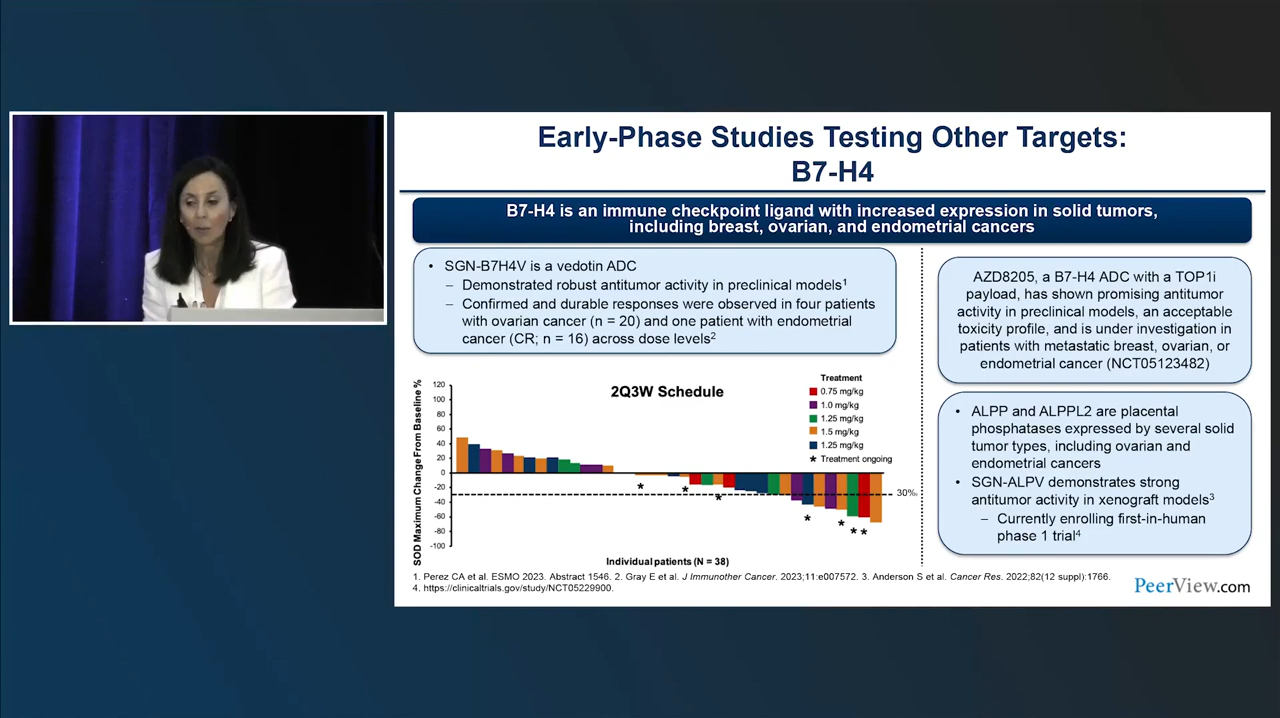 Early-Phase Studies Testing Other Targets:
B7-H4
B7-H4 is an immune checkpoint ligand with increased expression in solid tumors,
including breast, ovarian, and endometrial cancers
• SGN-B7H4V is a vedotin ADC
– Demonstrated robust antitumor activity in preclinical models1
– Confirmed and durable responses were observed in four patients
with ovarian cancer (n = 20) and one patient with endometrial
cancer (CR; n = 16) across dose levels2
SOD Maximum Change From Baseline %
120
100
80
60
40
20
0
-20
-40
-60
-80
-100
2Q3W Schedule
Treatment
0.75 mg/kg
1.0 mg/kg
1.25 mg/kg
1.5 mg/kg
1.25 mg/kg
* Treatment ongoing
*
*
*
*
*
*
*
30%
Individual patients (N = 38)
AZD8205, a B7-H4 ADC with a TOP1i
payload, has shown promising antitumor
activity in preclinical models, an acceptable
toxicity profile, and is under investigation in
patients with metastatic breast, ovarian, or
endometrial cancer (NCT05123482)
• ALPP and ALPPL2 are placental
phosphatases expressed by several solid
tumor types, including ovarian and
endometrial cancers
• SGN-ALPV demonstrates strong
antitumor activity in xenograft models3
– Currently enrolling first-in-human
phase 1 trial4
1. Perez CA et al. ESMO 2023. Abstract 1546. 2. Gray E et al. J Immunother Cancer. 2023;11:e007572. 3. Anderson S et al. Cancer Res. 2022;82(12 suppl):1766.
4. https://clinicaltrials.gov/study/NCT05229900.
PeerView.com